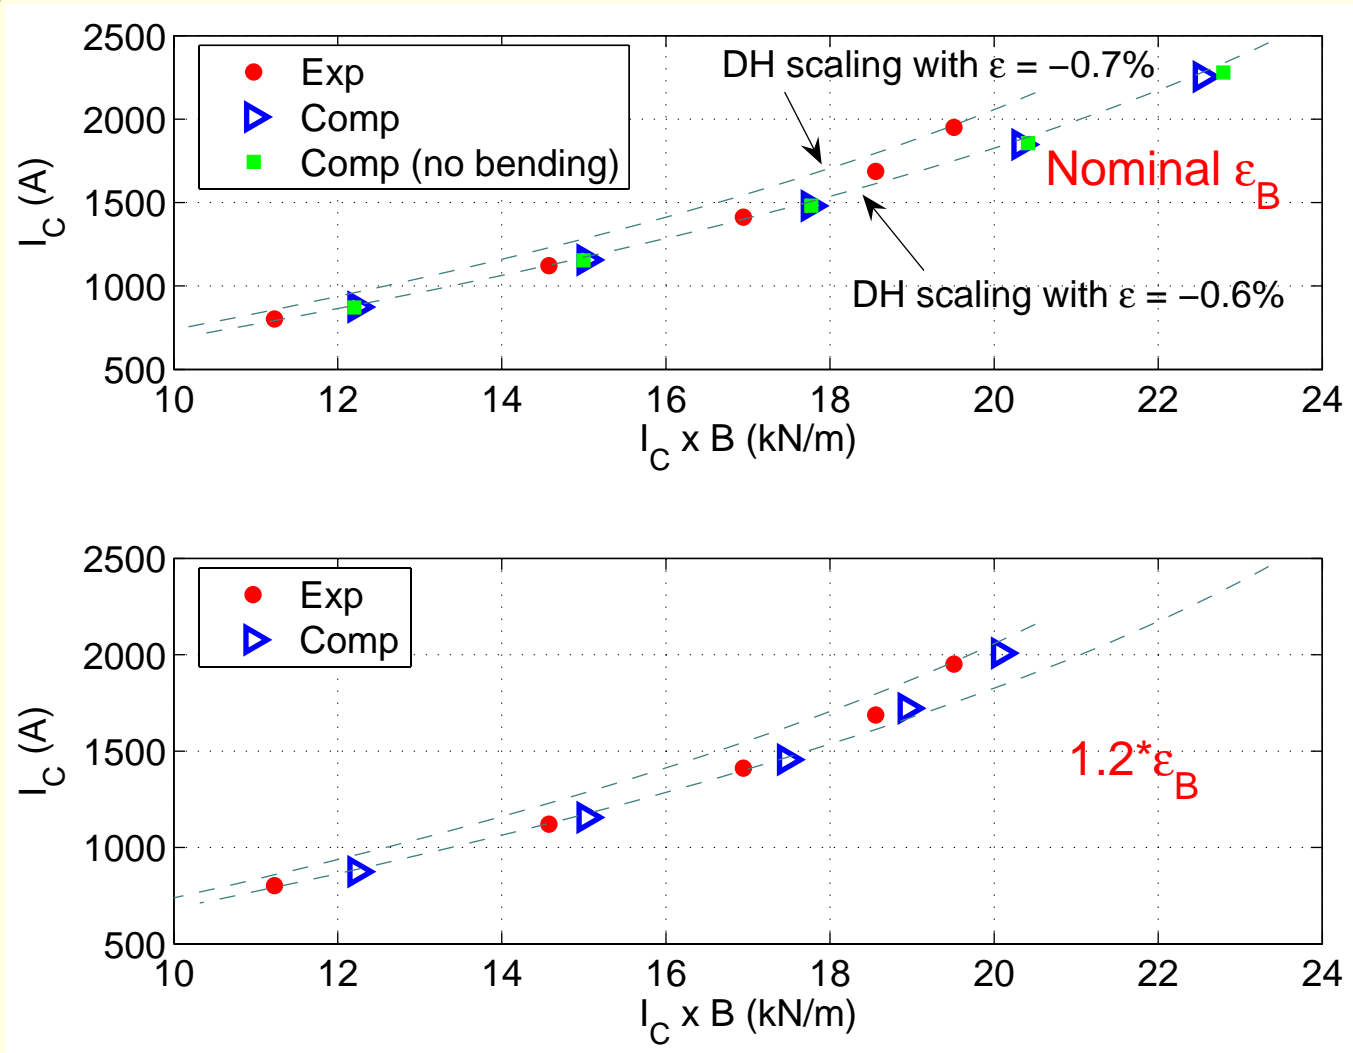 2500
2000
1500
1000
500
I_C (A)
Exp
Comp
Comp (no bending)
DH scaling with ε = −0.7%
Nominal ε_B
DH scaling with ε = −0.6%
10 12 14 16 18 20 22 24
I_C x B (kN/m)
2500
2000
1500
1000
500
I_C (A)
Exp
Comp
1.2*ε_B
10 12 14 16 18 20 22 24
I_C x B (kN/m)